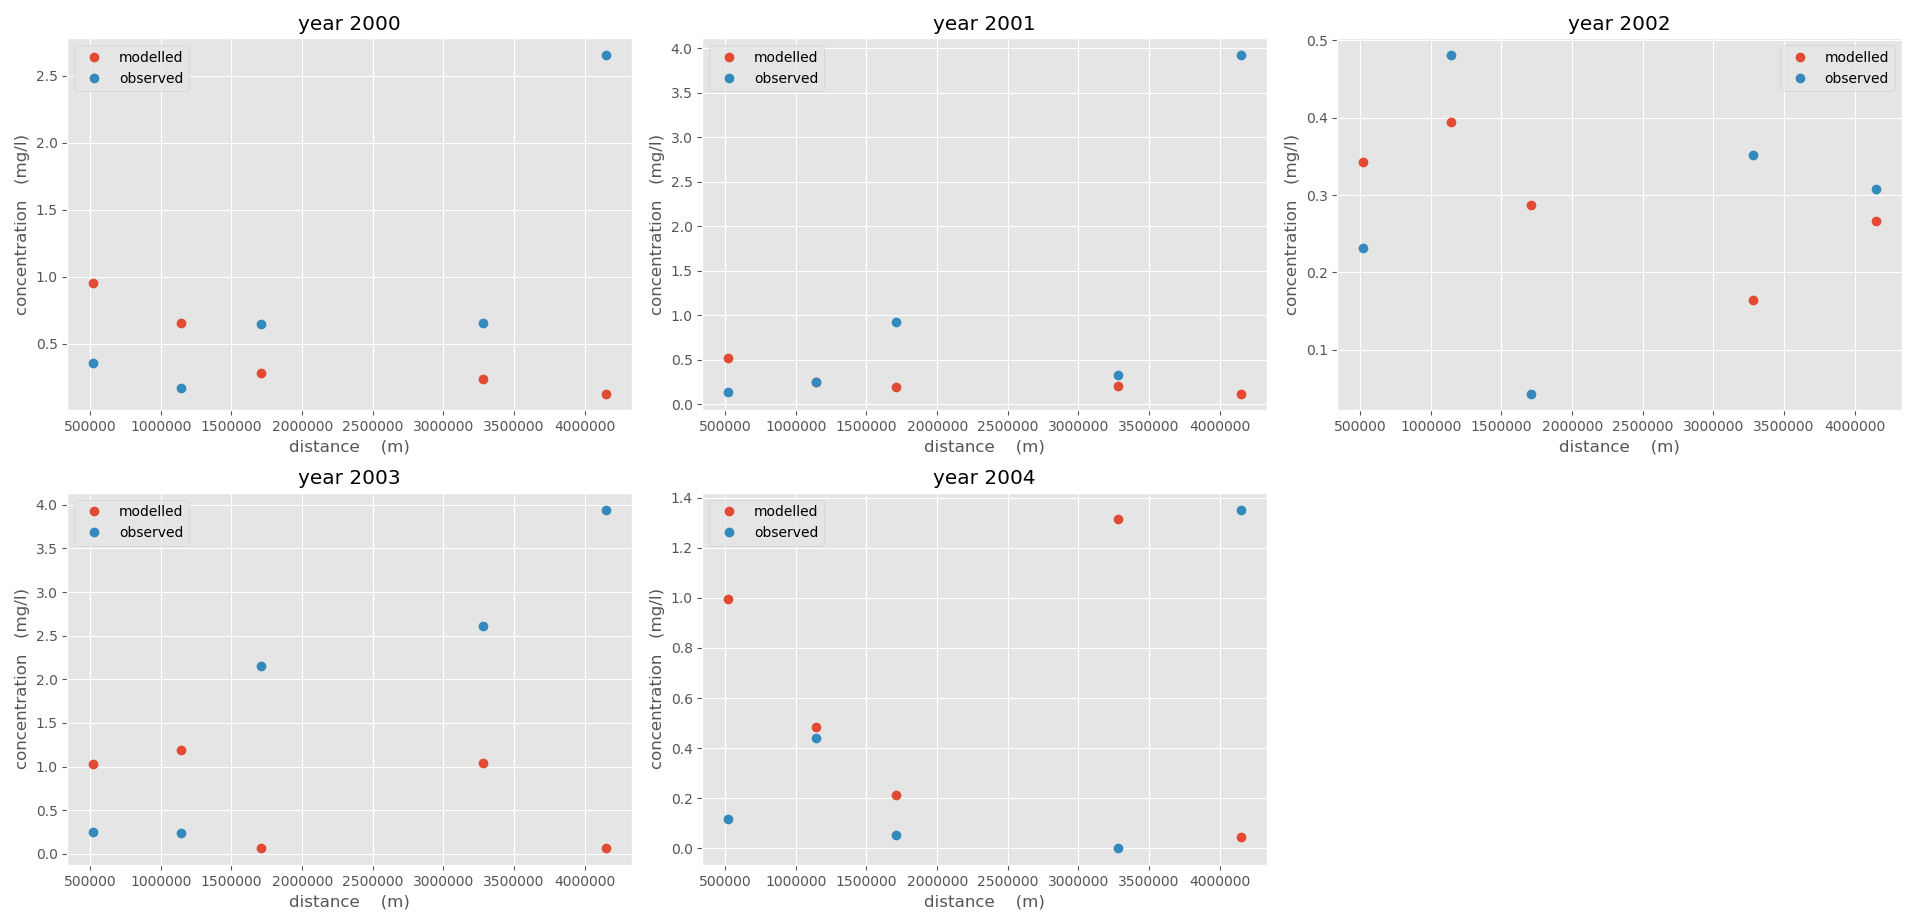 year 2000
modelled
observed
2.5
2.0
1.5
1.0
0.5
concentration (mg/l)
500000 1000000 1500000 2000000 2500000 3000000 3500000 4000000
distance (m)
year 2001
modelled
observed
4.0
3.5
3.0
2.5
2.0
1.5
1.0
0.5
0.0
concentration (mg/l)
500000 1000000 1500000 2000000 2500000 3000000 3500000 4000000
distance (m)
year 2002
modelled
observed
0.5
0.4
0.3
0.2
0.1
concentration (mg/l)
500000 1000000 1500000 2000000 2500000 3000000 3500000 4000000
distance (m)
year 2003
modelled
observed
4.0
3.5
3.0
2.5
2.0
1.5
1.0
0.5
0.0
concentration (mg/l)
500000 1000000 1500000 2000000 2500000 3000000 3500000 4000000
distance (m)
year 2004
modelled
observed
1.4
1.2
1.0
0.8
0.6
0.4
0.2
0.0
concentration (mg/l)
500000 1000000 1500000 2000000 2500000 3000000 3500000 4000000
distance (m)